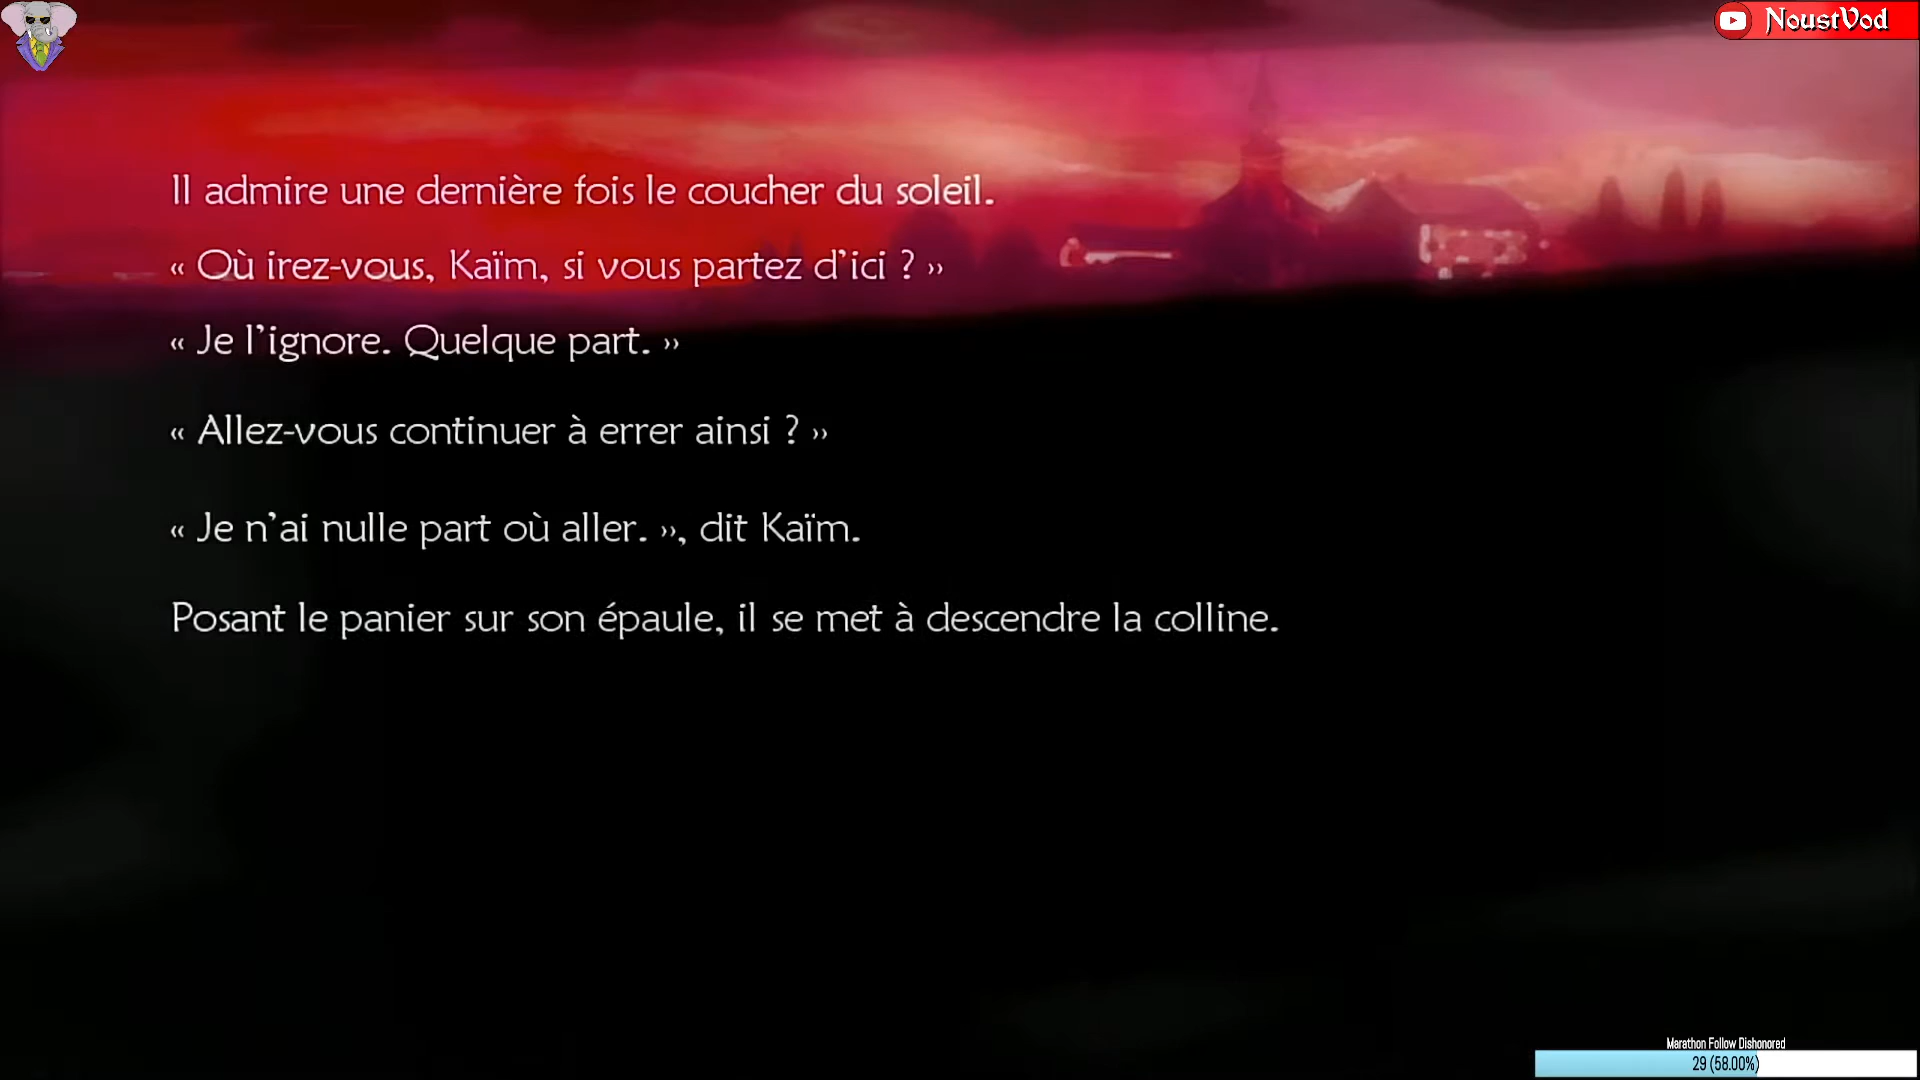 NoustVod
Il admire une dernière fois le coucher du soleil.
« Où irez-vous, Kaïm, si vous partez d’ici ? »
« Je l’ignore. Quelque part. »
« Allez-vous continuer à errer ainsi ? »
« Je n’ai nulle part où aller. », dit Kaïm.
Posant le panier sur son épaule, il se met à descendre la colline.
Marathon Follow Dishonored
29 (58.00%)